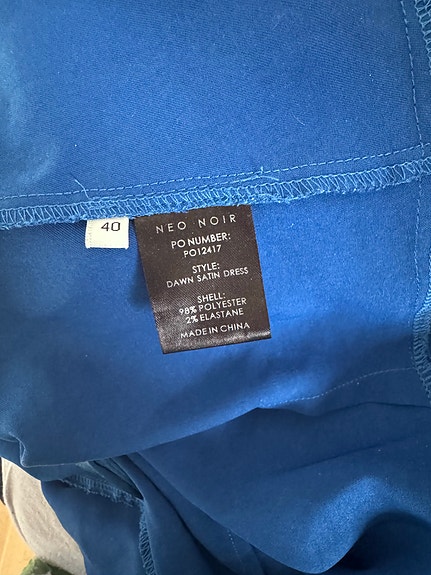 40
NEO NOIR
PO NUMBER:
PO12417
STYLE:
DAWN SATIN DRESS
SHELL:
98% POLYESTER
2% ELASTANE
MADE IN CHINA